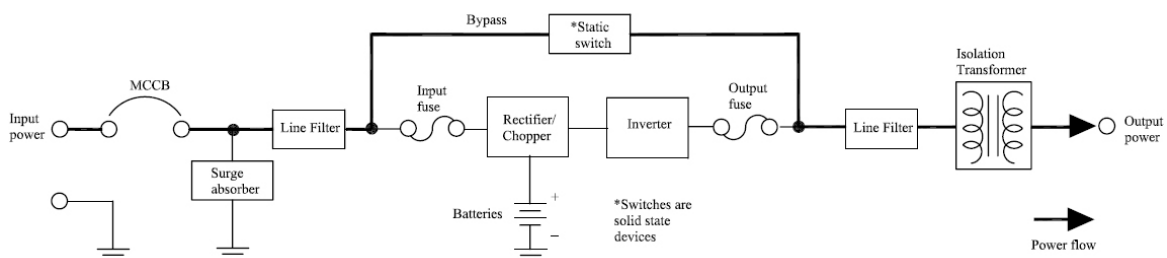 Bypass
*Static
switch
Isolation
Transformer
MCCB
Input
fuse
Output
fuse
Input
power
Line Filter
Rectifier/
Chopper
Inverter
Line Filter
Output
power
Surge
absorber
Batteries
+
–
*Switches are
solid state
devices
Power flow